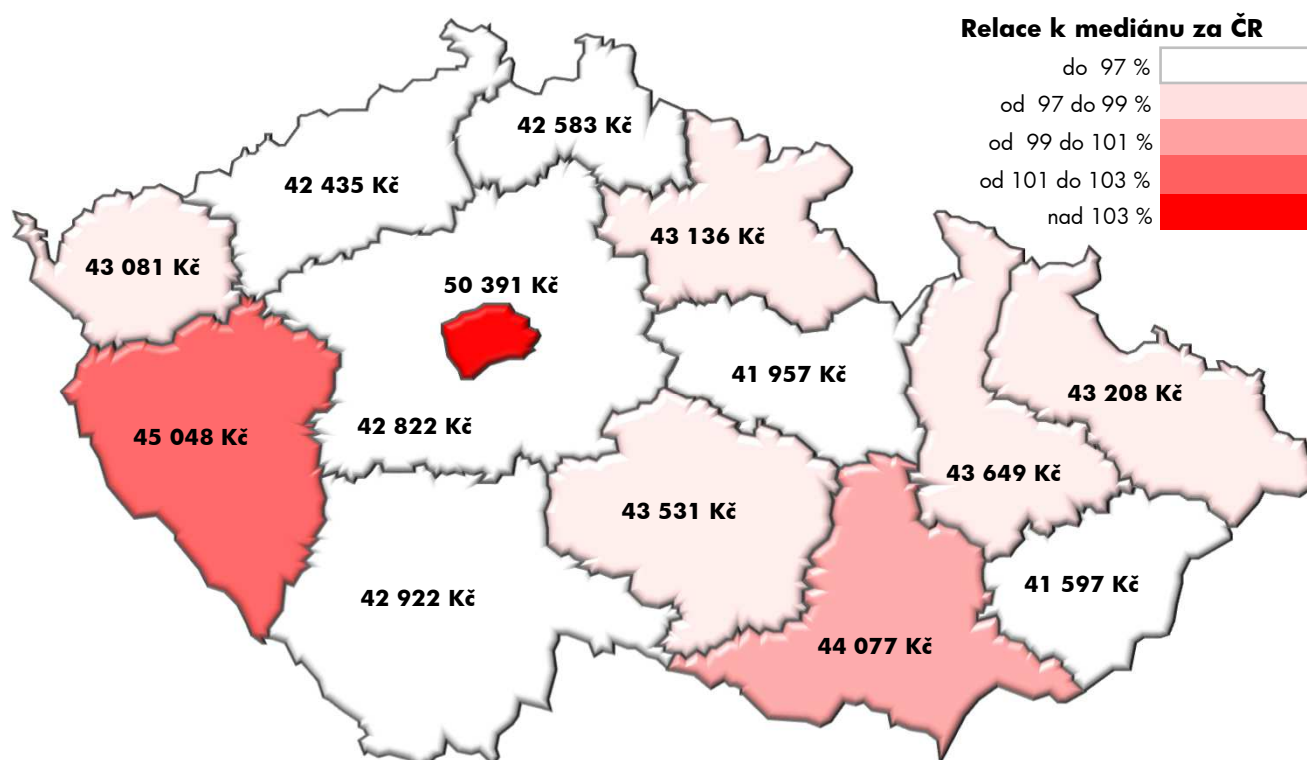 Relace k mediánu za ČR
do 97 %
od 97 do 99 %
od 99 do 101 %
od 101 do 103 %
nad 103 %
42 583 Kč
42 435 Kč
43 136 Kč
43 081 Kč
50 391 Kč
41 957 Kč
43 208 Kč
45 048 Kč
42 822 Kč
43 649 Kč
43 531 Kč
41 597 Kč
42 922 Kč
44 077 Kč